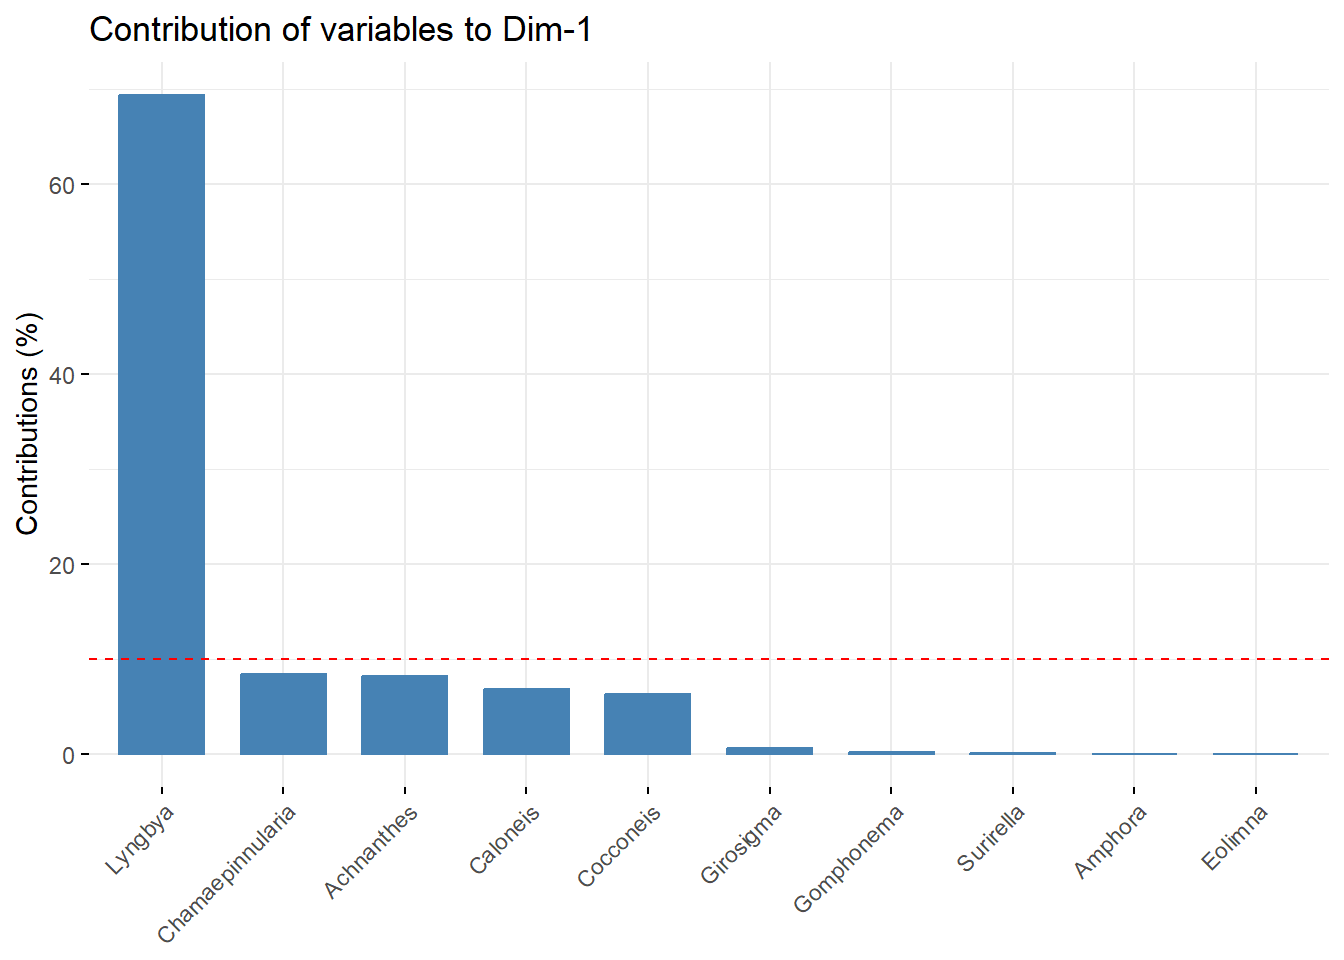 Contribution of variables to Dim-1
Contributions (%)
60
40
20
0
Lyngbya
Chamaepinnularia
Achnanthes
Caloneis
Cocconeis
Girosigma
Gomphonema
Surirella
Amphora
Eolimna